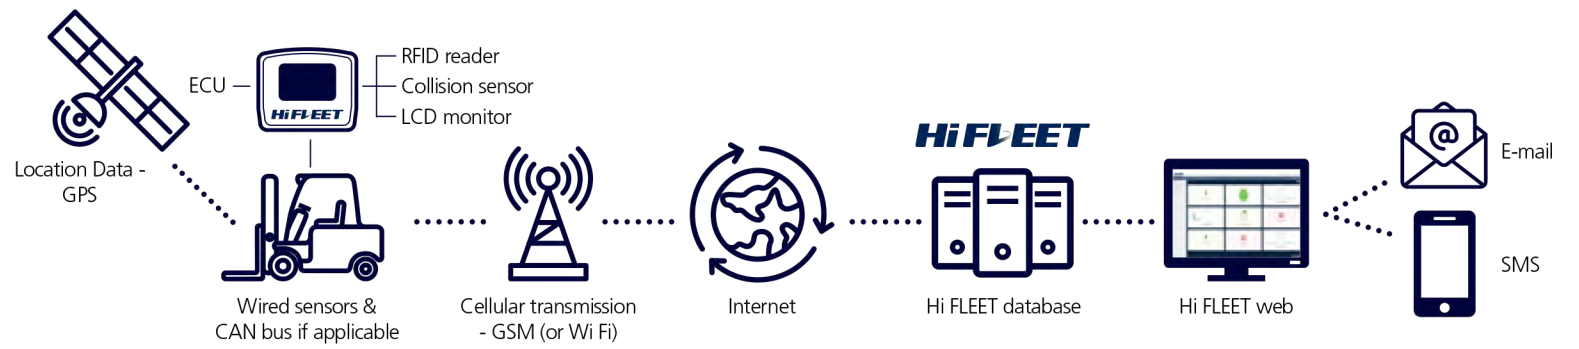 ECU
HiFLEET
RFID reader
Collision sensor
LCD monitor
Location Data -
GPS
Wired sensors &
CAN bus if applicable
Cellular transmission
- GSM (or Wi Fi)
Internet
HiFLEET
Hi FLEET database
Hi FLEET web
@
E-mail
SMS